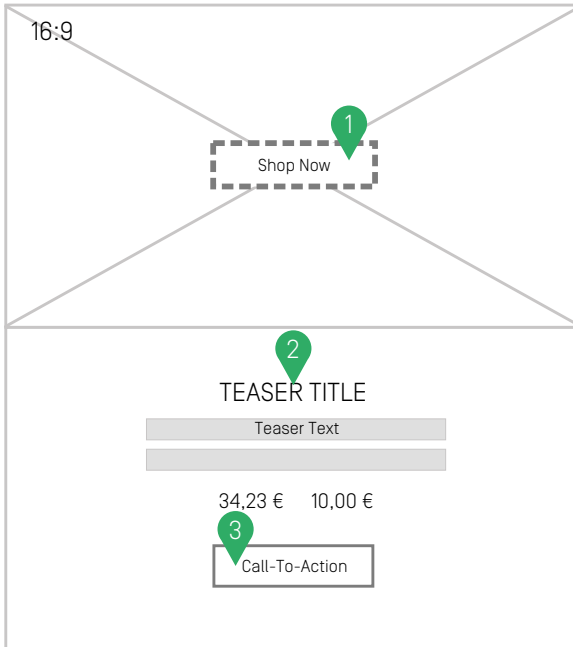 16:9
1
Shop Now
2
TEASER TITLE
Teaser Text
34,23 € 10,00 €
3
Call-To-Action